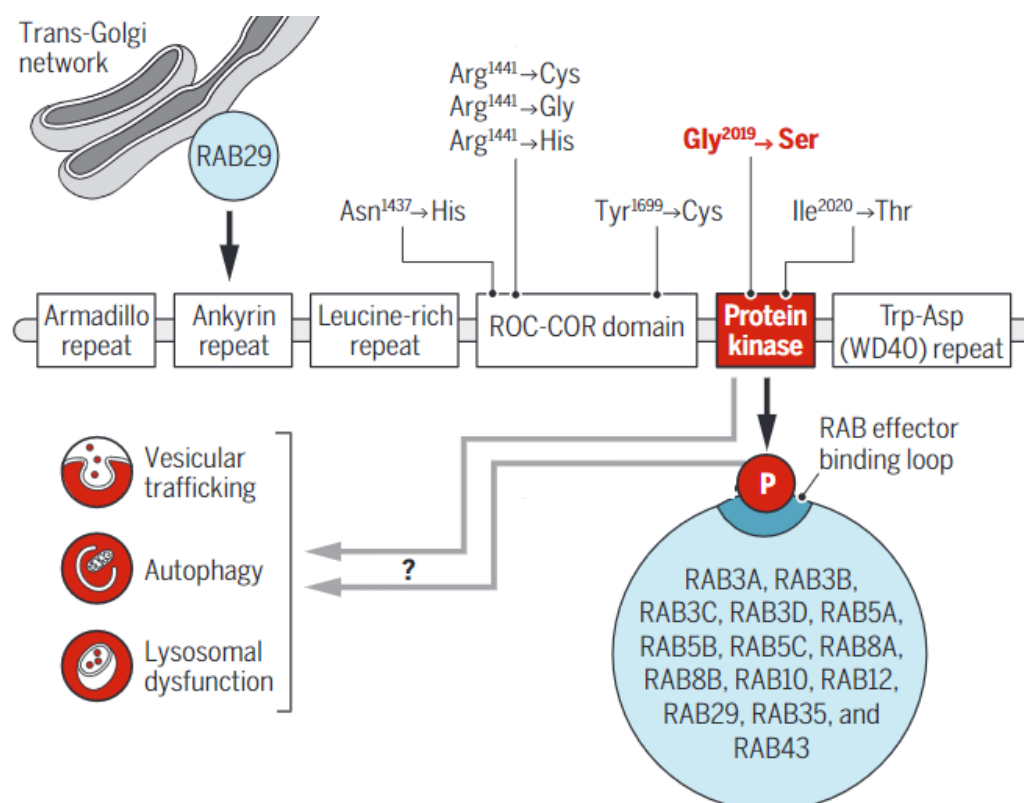 Trans-Golgi
network
RAB29
Arg¹⁴⁴¹→Cys
Arg¹⁴⁴¹→Gly
Arg¹⁴⁴¹→His
Gly²⁰¹⁹→Ser
Asn¹⁴³⁷→His
Tyr¹⁶⁹⁹→Cys
Ile²⁰²⁰→Thr
Armadillo
repeat
Ankyrin
repeat
Leucine-rich
repeat
ROC-COR domain
Protein
kinase
Trp-Asp
(WD40) repeat
RAB effector
binding loop
P
Vesicular
trafficking
Autophagy
?
Lysosomal
dysfunction
RAB3A, RAB3B,
RAB3C, RAB3D, RAB5A,
RAB5B, RAB5C, RAB8A,
RAB8B, RAB10, RAB12,
RAB29, RAB35, and
RAB43